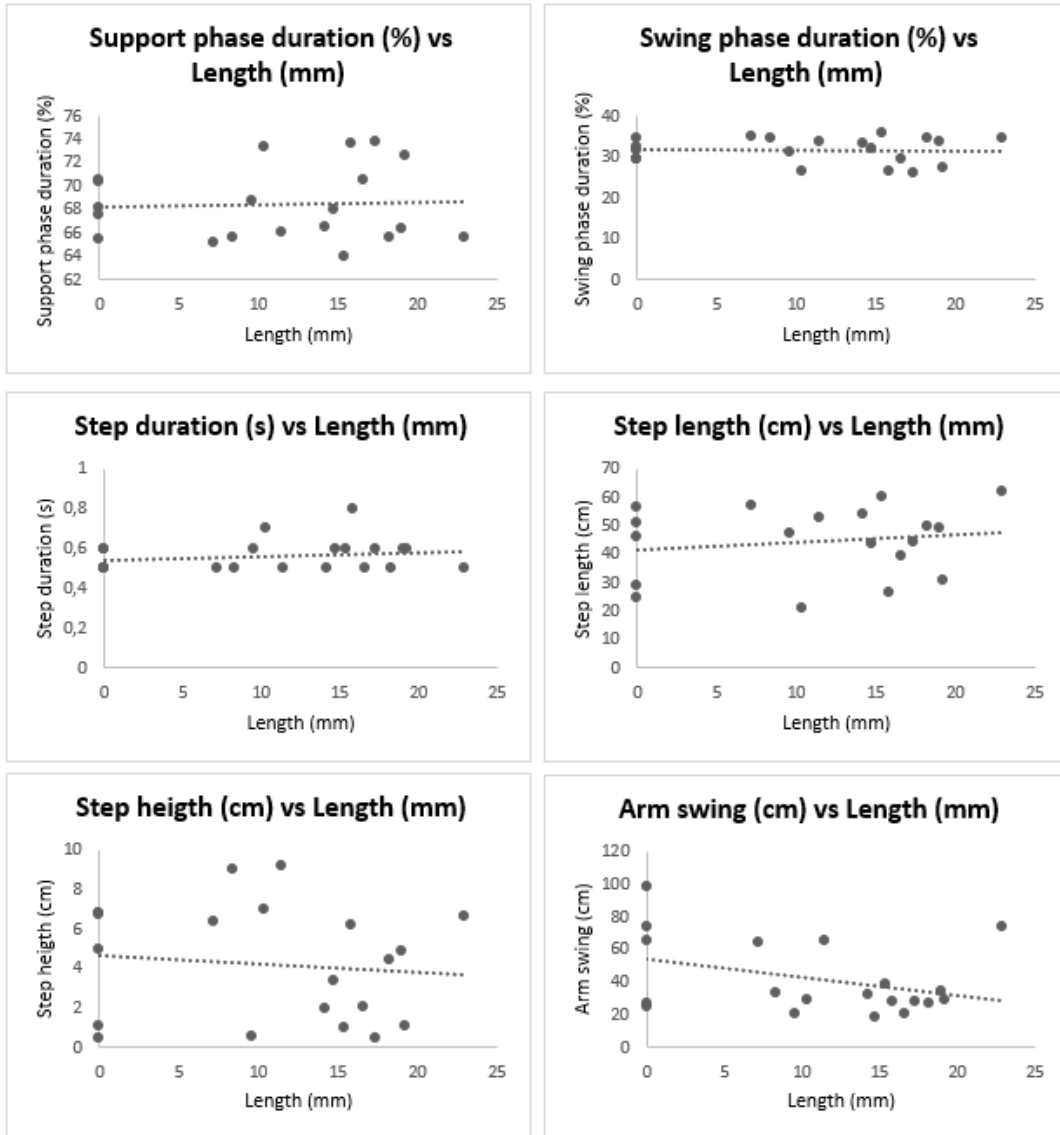 Support phase duration (%) vs
Length (mm)
Support phase duration (%)
76
74
72
70
68
66
64
62
0 5 10 15 20 25
Length (mm)
Swing phase duration (%) vs
Length (mm)
Swing phase duration (%)
40
30
20
10
0
0 5 10 15 20 25
Length (mm)
Step duration (s) vs Length (mm)
Step duration (s)
1
0,8
0,6
0,4
0,2
0
0 5 10 15 20 25
Length (mm)
Step length (cm) vs Length (mm)
Step length (cm)
70
60
50
40
30
20
10
0
0 5 10 15 20 25
Length (mm)
Step heigth (cm) vs Length (mm)
Step heigth (cm)
10
8
6
4
2
0
0 5 10 15 20 25
Length (mm)
Arm swing (cm) vs Length (mm)
Arm swing (cm)
120
100
80
60
40
20
0
0 5 10 15 20 25
Length (mm)